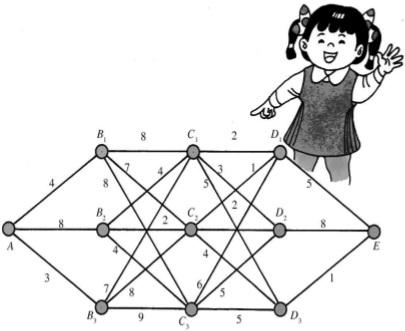 B₁ 8 C₁ 2 D₁
4 8 7 4 5 3 1 5
A 8 B₂ 2 C₂ 2 D₂ 8 E
3 4 6 4 1
7 8 5
B₃ 9 C₃ 5 D₃